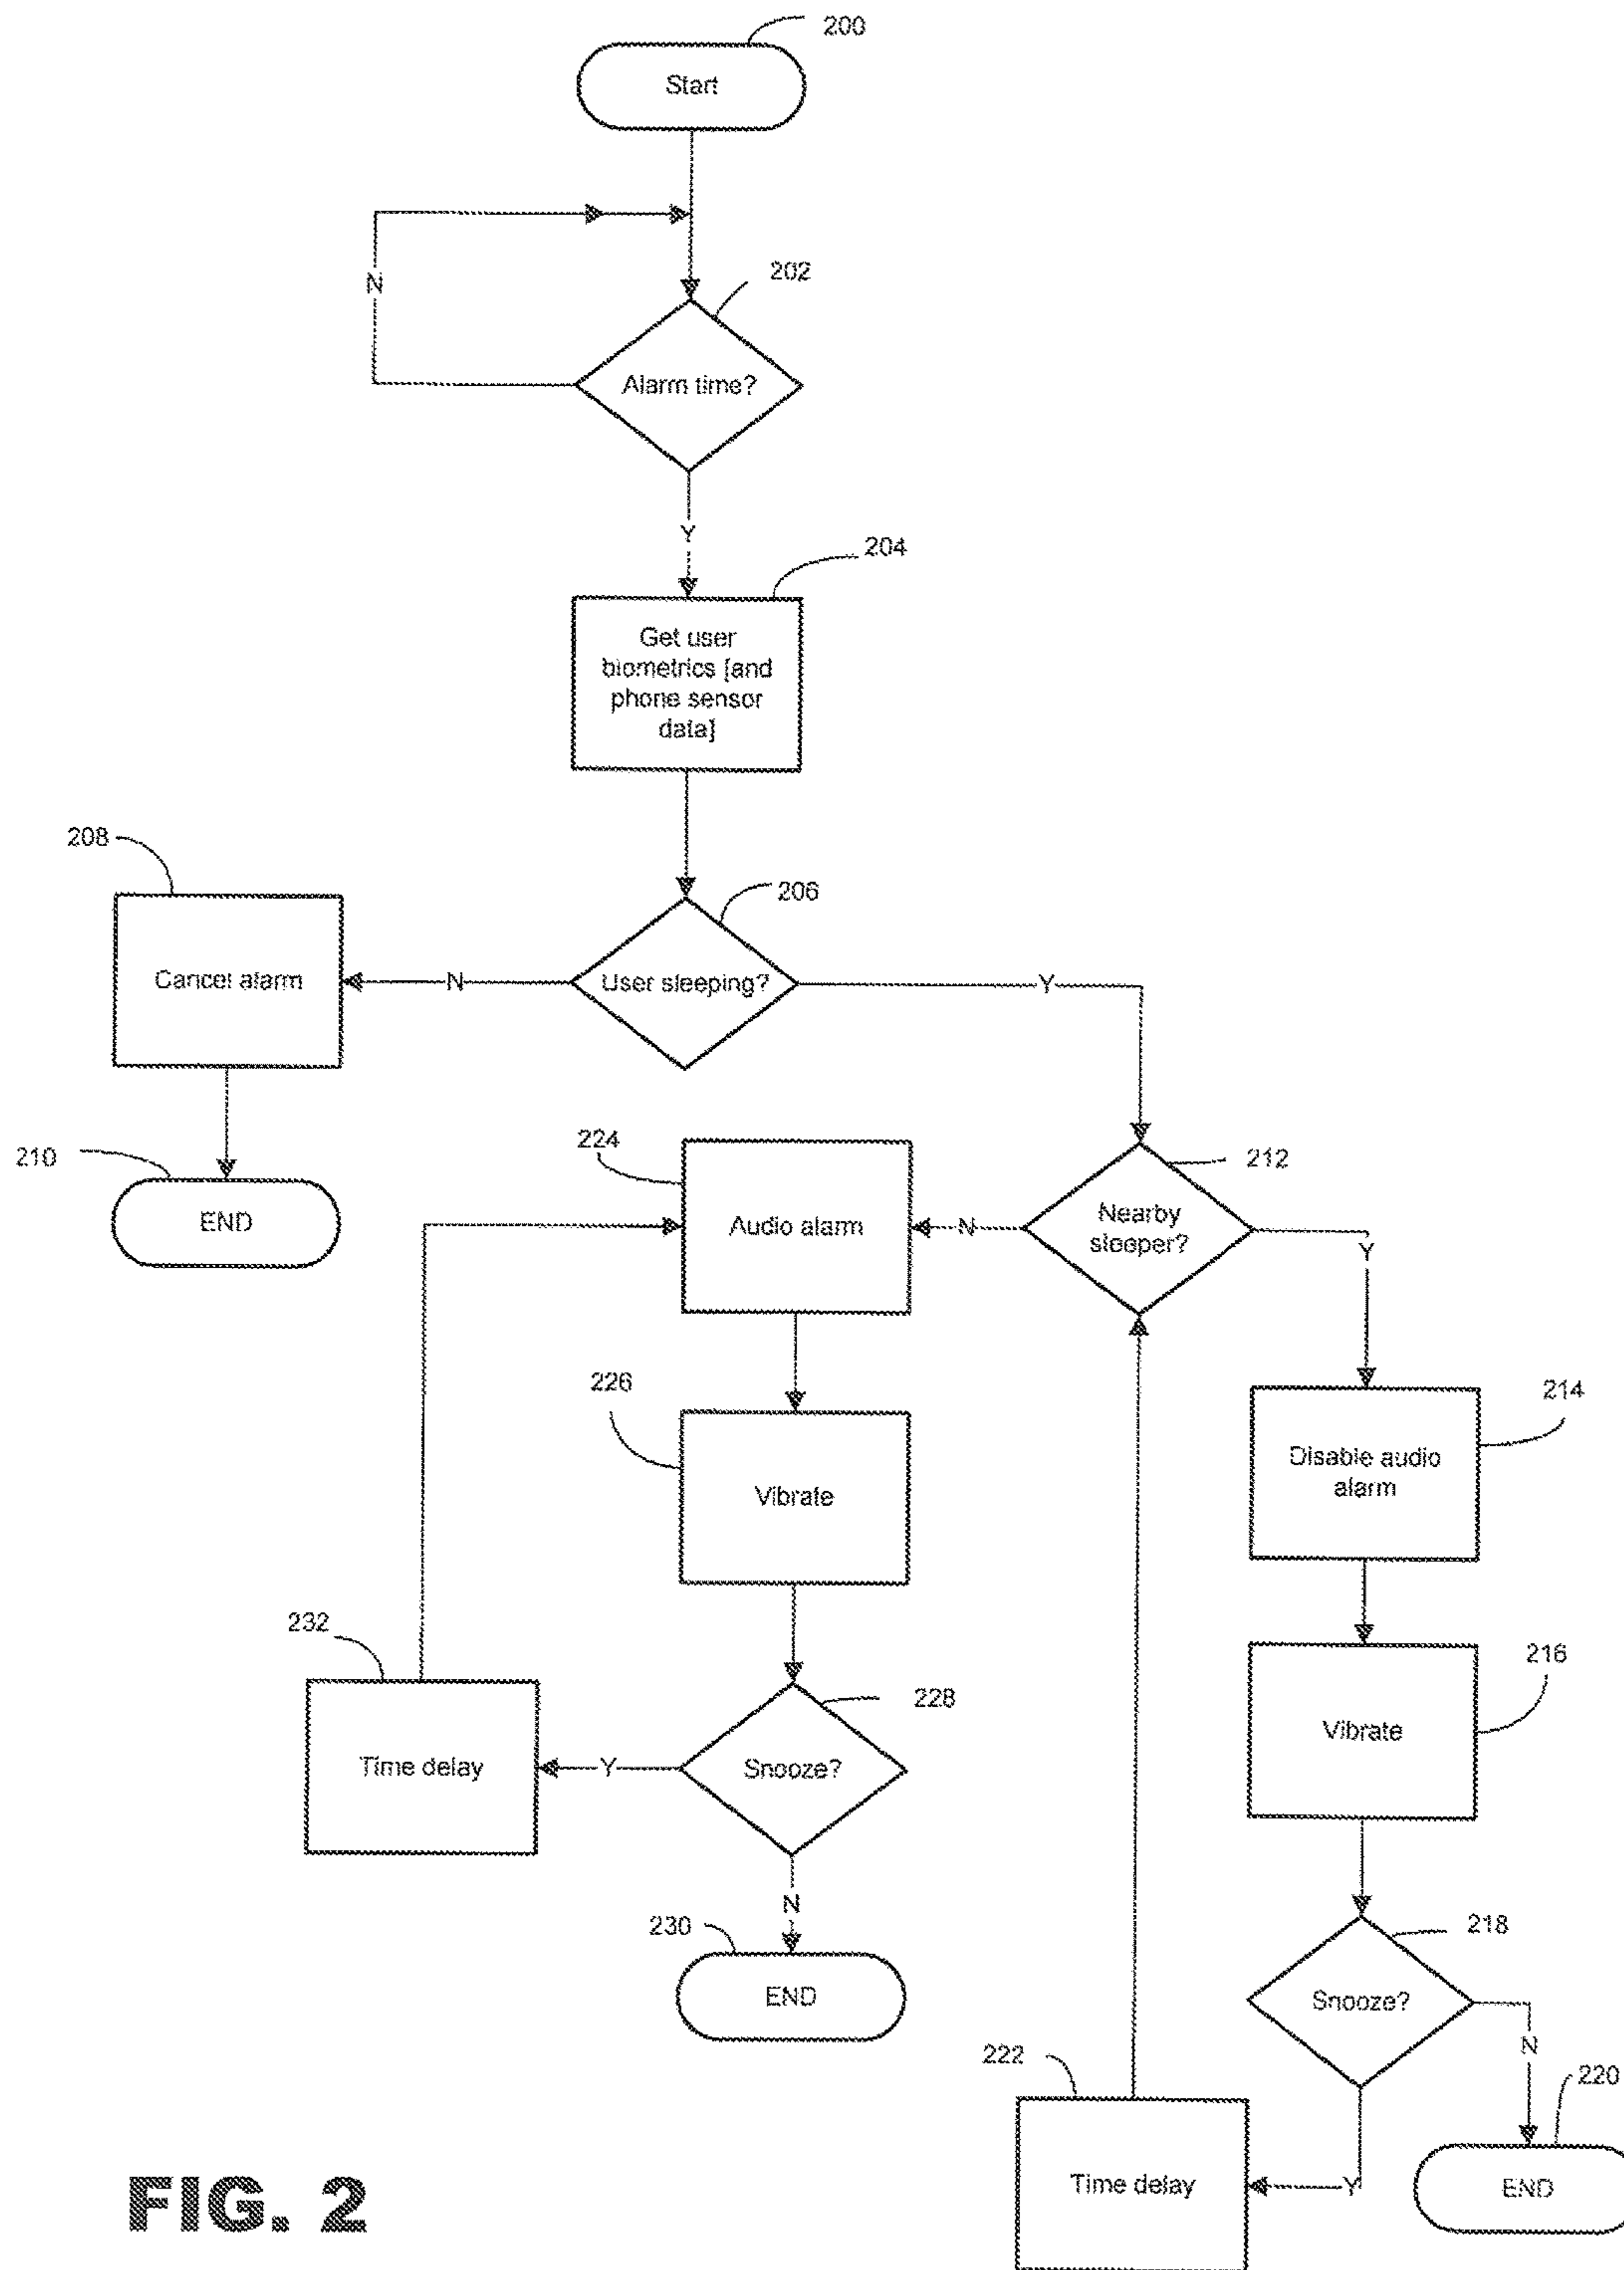 200
Start
N
202
Alarm time?
Y
204
Get user
biometrics [and
phone sensor
data]
208
206
Cancel alarm
N
User sleeping?
Y
210
END
224
212
Audio alarm
N
Nearby
sleeper?
Y
226
214
Vibrate
Disable audio
alarm
232
216
228
Time delay
Y
Snooze?
Vibrate
N
230
218
END
Snooze?
222
N
220
Time delay
Y
END
FIG. 2